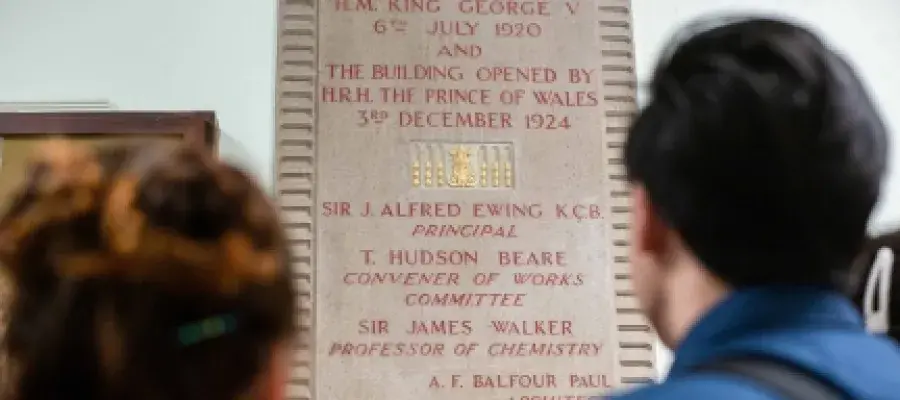 H.M. KING GEORGE V
6TH JULY 1920
AND
THE BUILDING OPENED BY
H.R.H. THE PRINCE OF WALES
3RD DECEMBER 1924
SIR J. ALFRED EWING K.C.B.
PRINCIPAL
T. HUDSON BEARE
CONVENER OF WORKS
COMMITTEE
SIR JAMES WALKER
PROFESSOR OF CHEMISTRY
A. F. BALFOUR PAUL
ARCHITECT